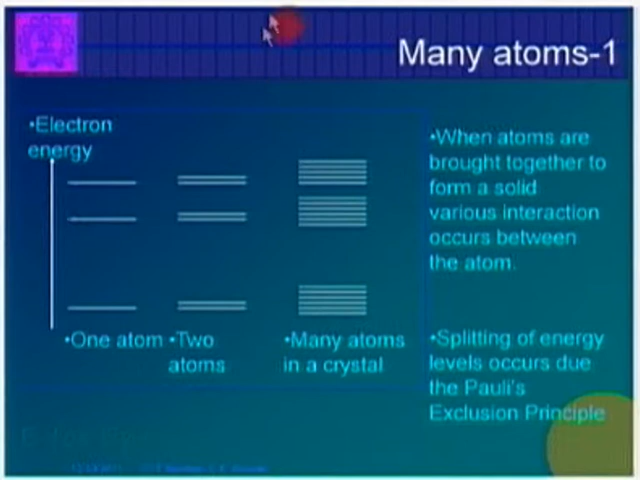 Many atoms-1
•Electron
energy
•One atom
•Two
atoms
•Many atoms
in a crystal
•When atoms are
brought together to
form a solid
various interaction
occurs between
the atom.
•Splitting of energy
levels occurs due
the Pauli's
Exclusion Principle